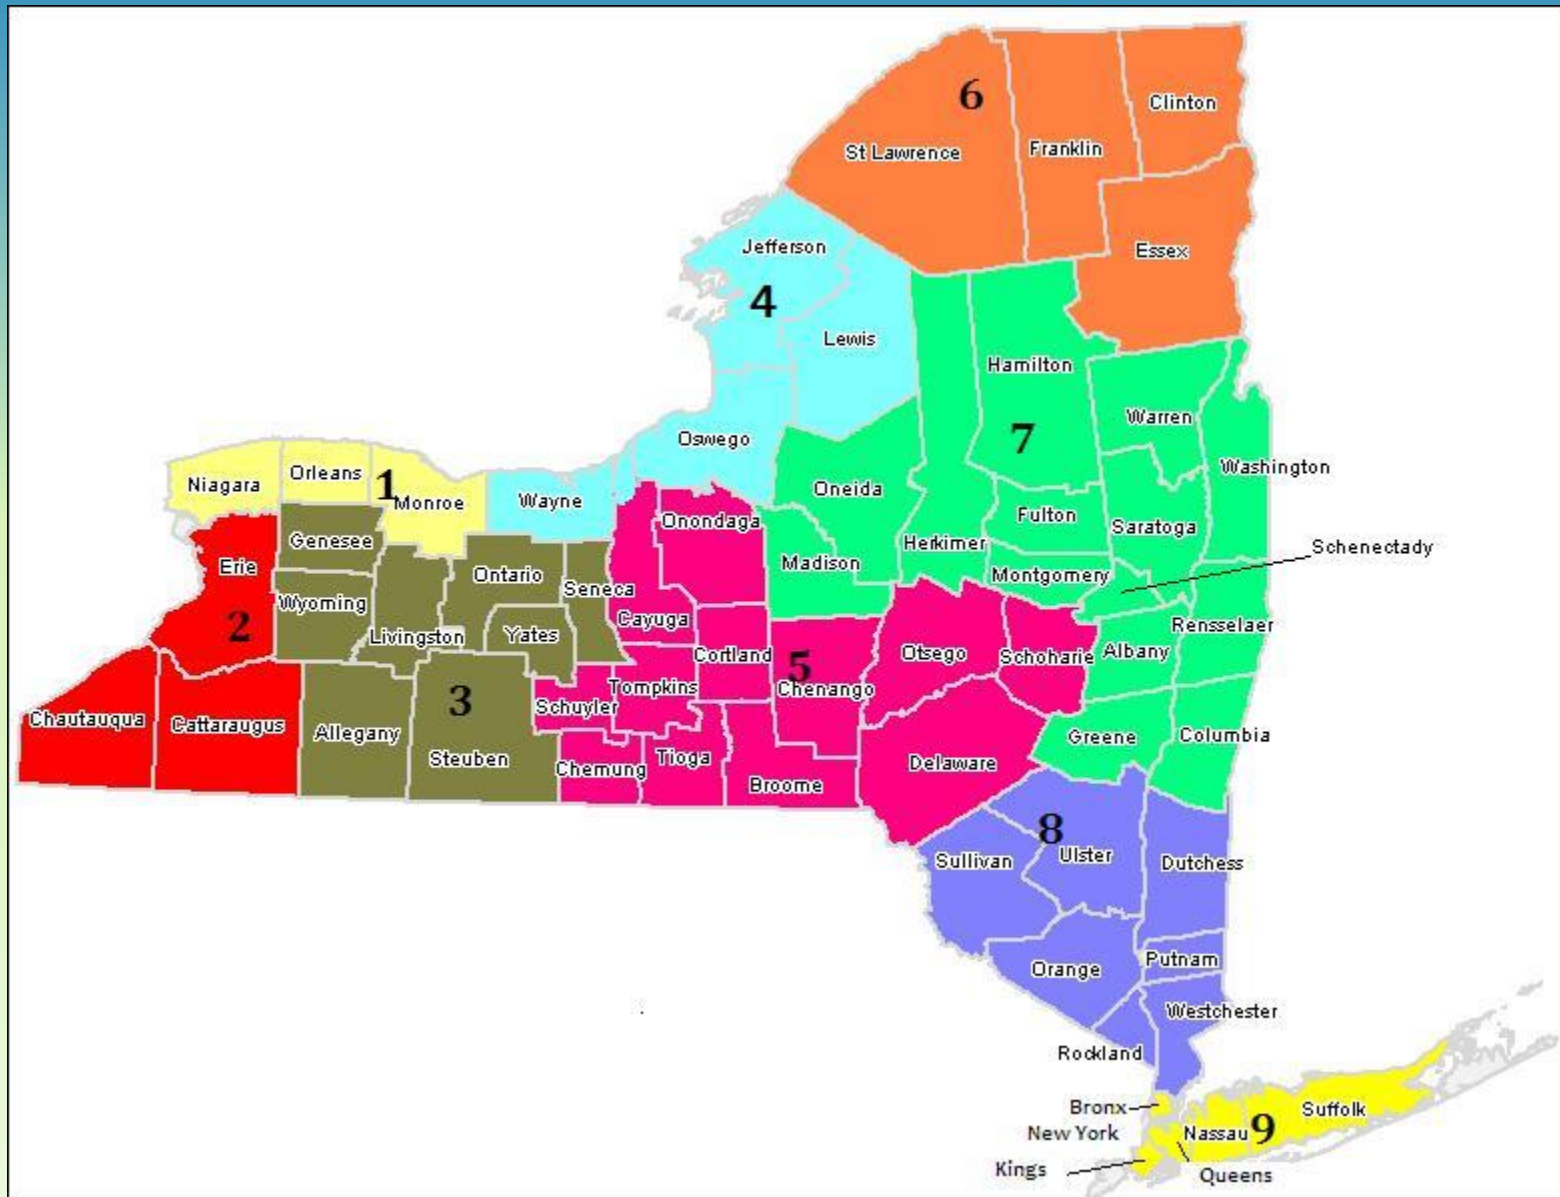 6
Clinton
St Lawrence
Franklin
Jefferson
Essex
4
Lewis
Hamilton
7
Warren
Oswego
Washington
Niagara
Orleans
1
Monroe
Wayne
Oneida
Onondaga
Fulton
Saratoga
Genesee
Herkimer
Schenectady
Erie
Ontario
Seneca
Madison
Montgomery
2
Wyoming
Livingston
Yates
Cayuga
Rensselaer
Cortland
5
Otsego
Schoharie
Albany
Chautauqua
Cattaraugus
Allegany
3
Steuben
Schuyler
Tompkins
Chenango
Greene
Columbia
Chemung
Tioga
Broome
Delaware
8
Sullivan
Ulster
Dutchess
Orange
Putnam
Westchester
Rockland
Bronx
New York
Nassau
9
Suffolk
Kings
Queens